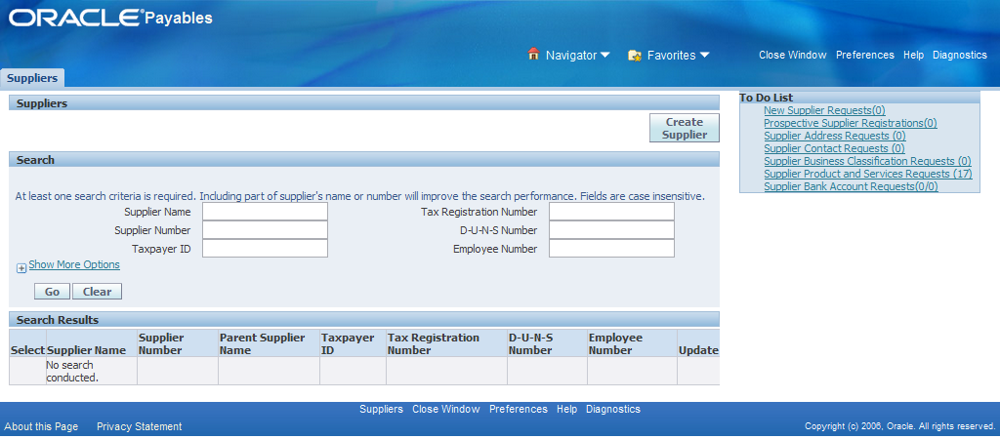 ORACLE Payables
Navigator Favorites Close Window Preferences Help Diagnostics
Suppliers
Suppliers
Create
Supplier
Search
At least one search criteria is required. Including part of supplier's name or number will improve the search performance. Fields are case insensitive.
Supplier Name Tax Registration Number
Supplier Number D-U-N-S Number
Taxpayer ID Employee Number
Show More Options
Go Clear
To Do List
New Supplier Requests(0)
Prospective Supplier Registrations(0)
Supplier Address Requests (0)
Supplier Contact Requests (0)
Supplier Business Classification Requests (0)
Supplier Product and Services Requests (17)
Supplier Bank Account Requests(0/0)
Search Results
Supplier Parent Supplier Taxpayer Tax Registration D-U-N-S Employee
Select Supplier Name Number Name ID Number Number Number Update
No search
conducted.
Suppliers Close Window Preferences Help Diagnostics
About this Page Privacy Statement Copyright (c) 2006, Oracle. All rights reserved.